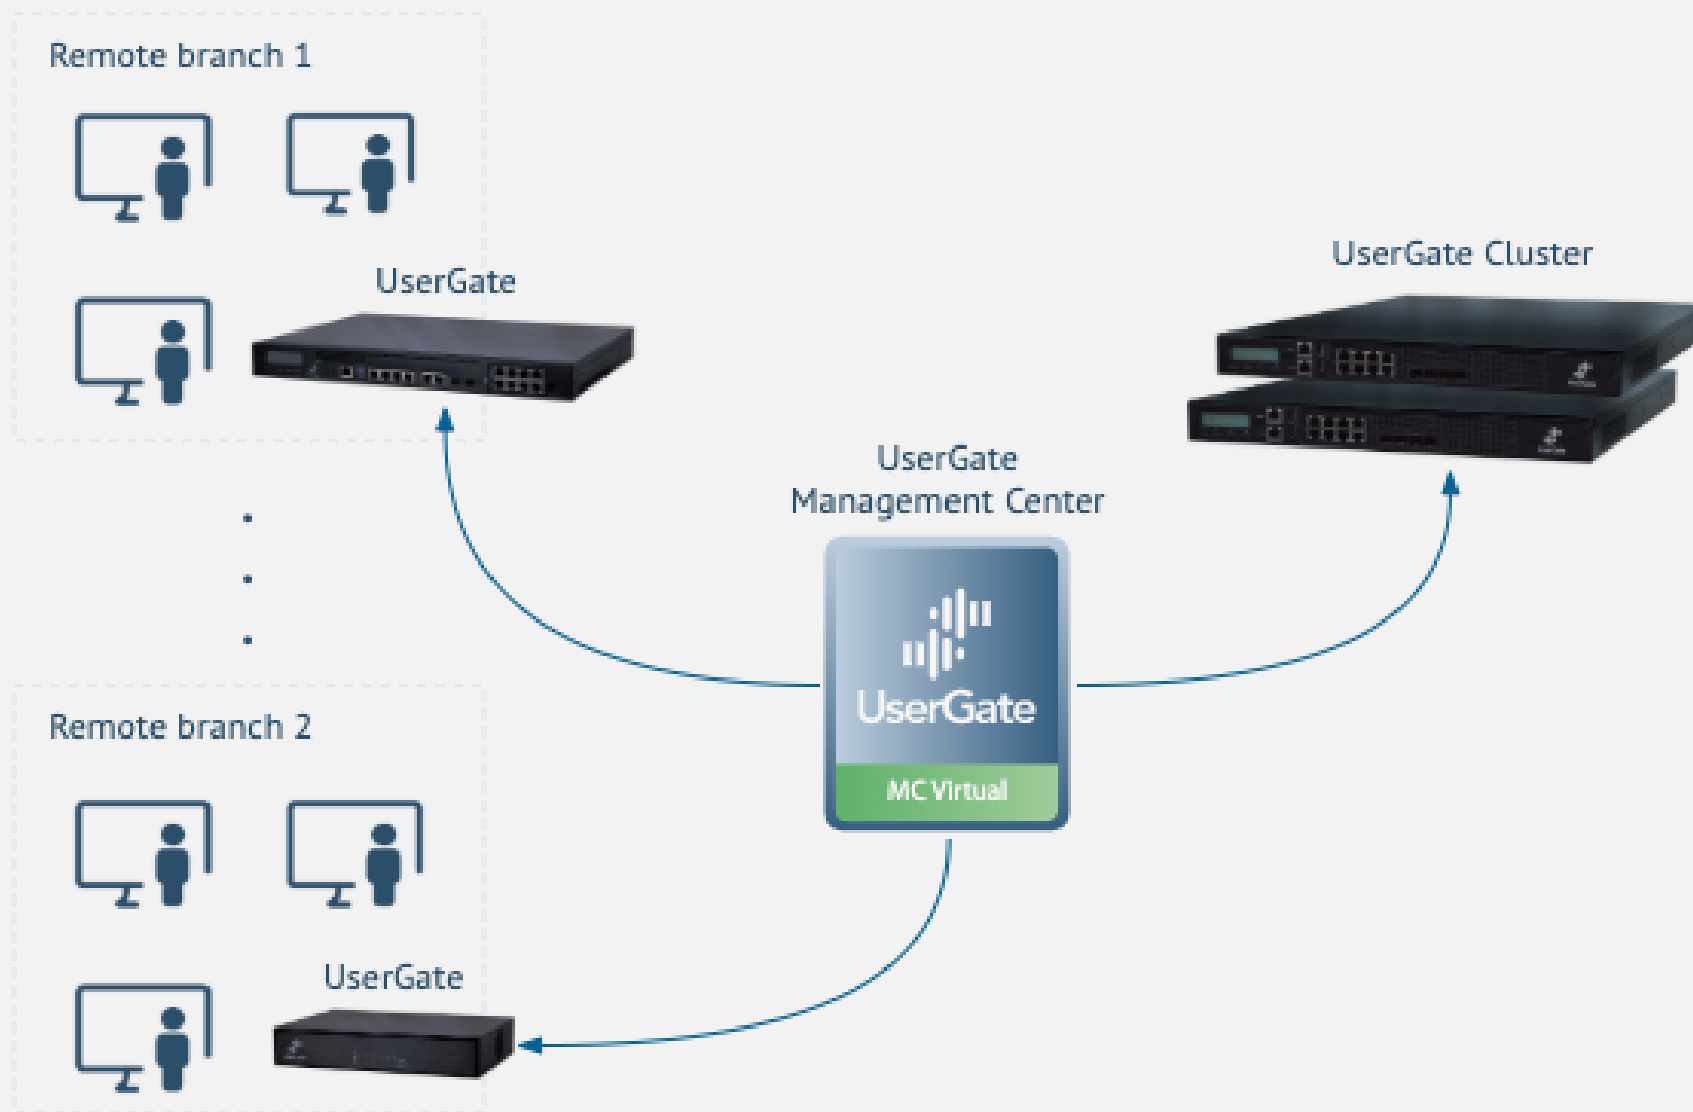 Remote branch 1
UserGate
UserGate Cluster
UserGate
Management Center
UserGate
MC Virtual
Remote branch 2
UserGate